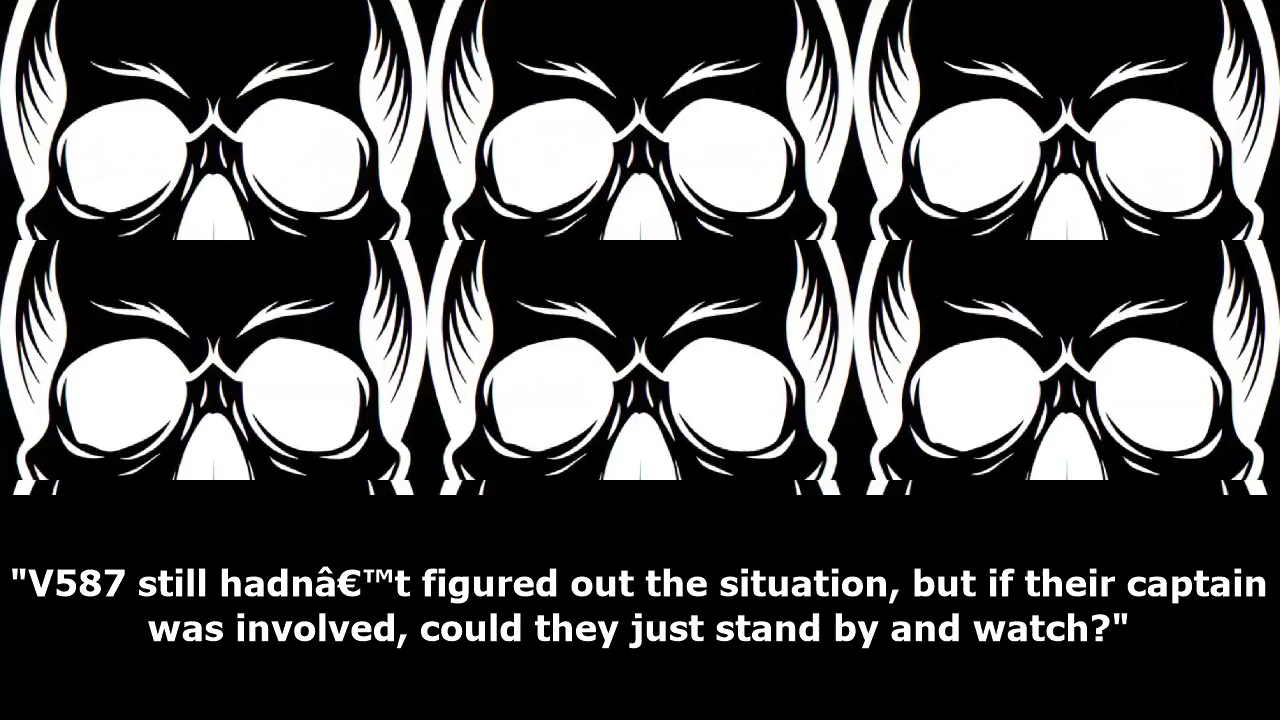 "V587 still hadnâ€™t figured out the situation, but if their captain
was involved, could they just stand by and watch?"